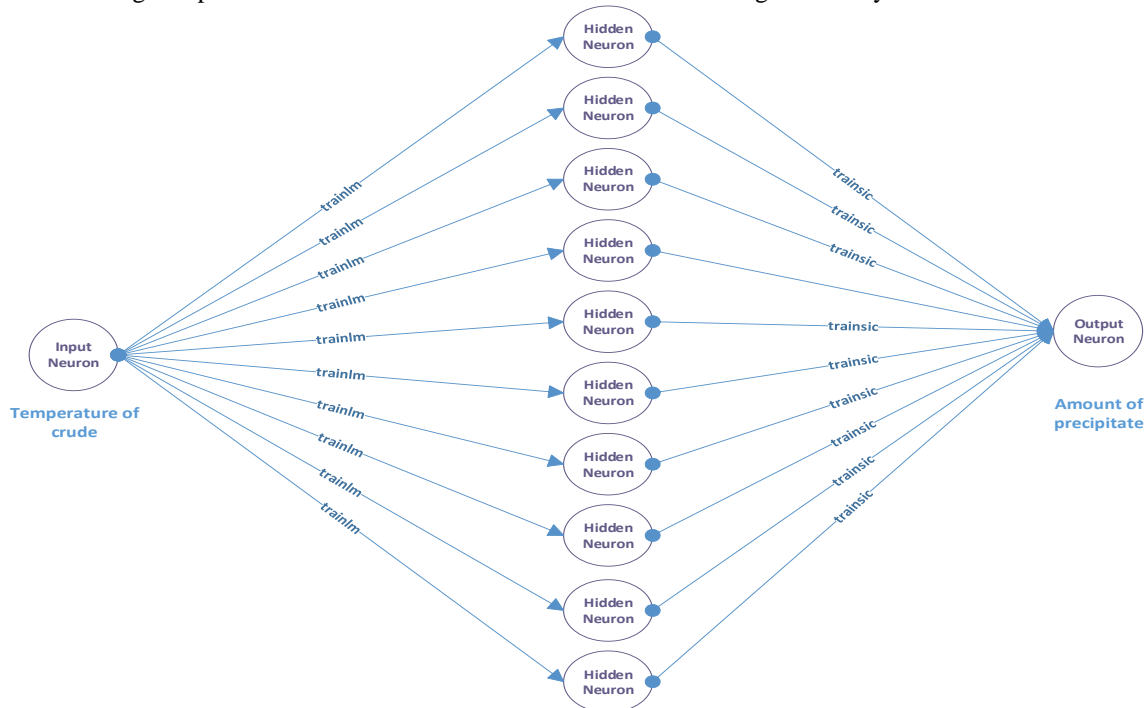 Input
Neuron
Temperature of
crude
trainlm
trainlm
trainlm
trainlm
trainlm
trainlm
trainlm
trainlm
trainlm
trainlm
Hidden
Neuron
Hidden
Neuron
Hidden
Neuron
Hidden
Neuron
Hidden
Neuron
Hidden
Neuron
Hidden
Neuron
Hidden
Neuron
Hidden
Neuron
Hidden
Neuron
trainsic
trainsic
trainsic
trainsic
trainsic
trainsic
trainsic
trainsic
trainsic
Output
Neuron
Amount of
precipitate